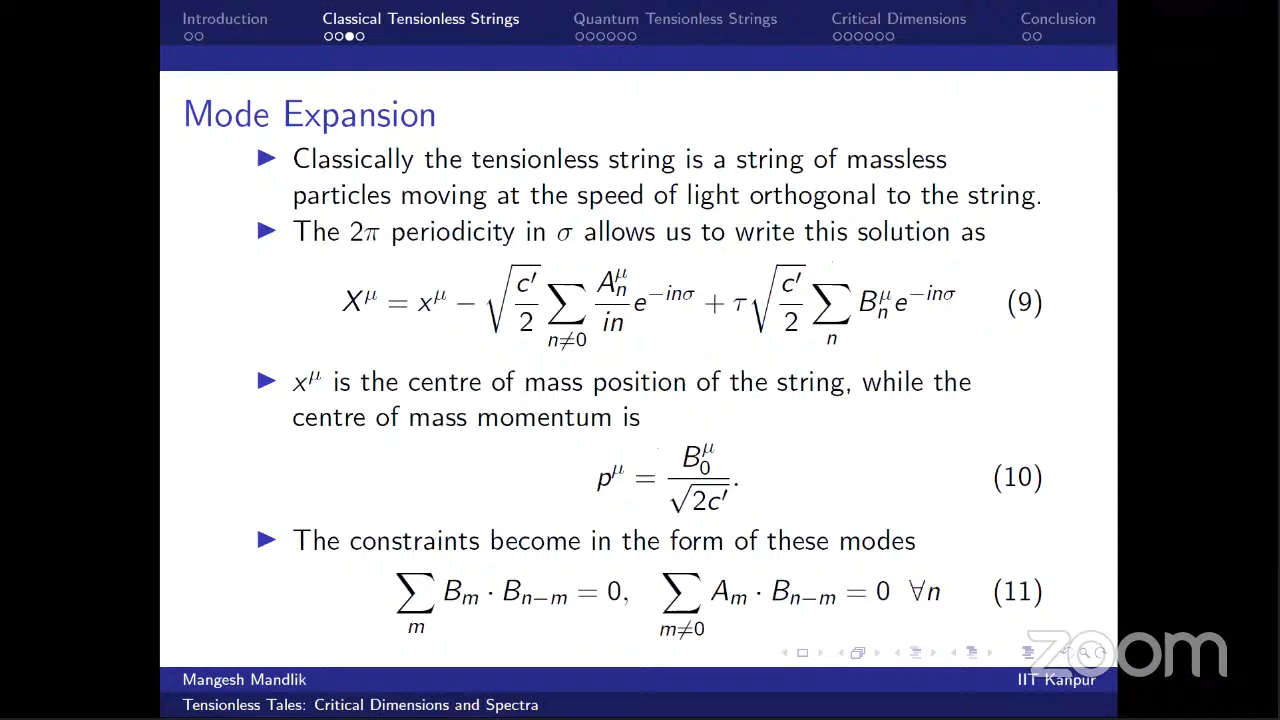 Introduction Classical Tensionless Strings Quantum Tensionless Strings Critical Dimensions Conclusion
Mode Expansion
Classically the tensionless string is a string of massless
particles moving at the speed of light orthogonal to the string.
The 2π periodicity in σ allows us to write this solution as
X^μ = x^μ − √(c′/2) ∑_{n≠0} (A_n^μ/in) e^{−inσ} + τ√(c′/2) ∑_n B_n^μ e^{−inσ} (9)
x^μ is the centre of mass position of the string, while the
centre of mass momentum is
p^μ = B_0^μ/√(2c′). (10)
The constraints become in the form of these modes
∑_m B_m · B_{n−m} = 0, ∑_{m≠0} A_m · B_{n−m} = 0 ∀n (11)
zoom
Mangesh Mandlik IIT Kanpur
Tensionless Tales: Critical Dimensions and Spectra